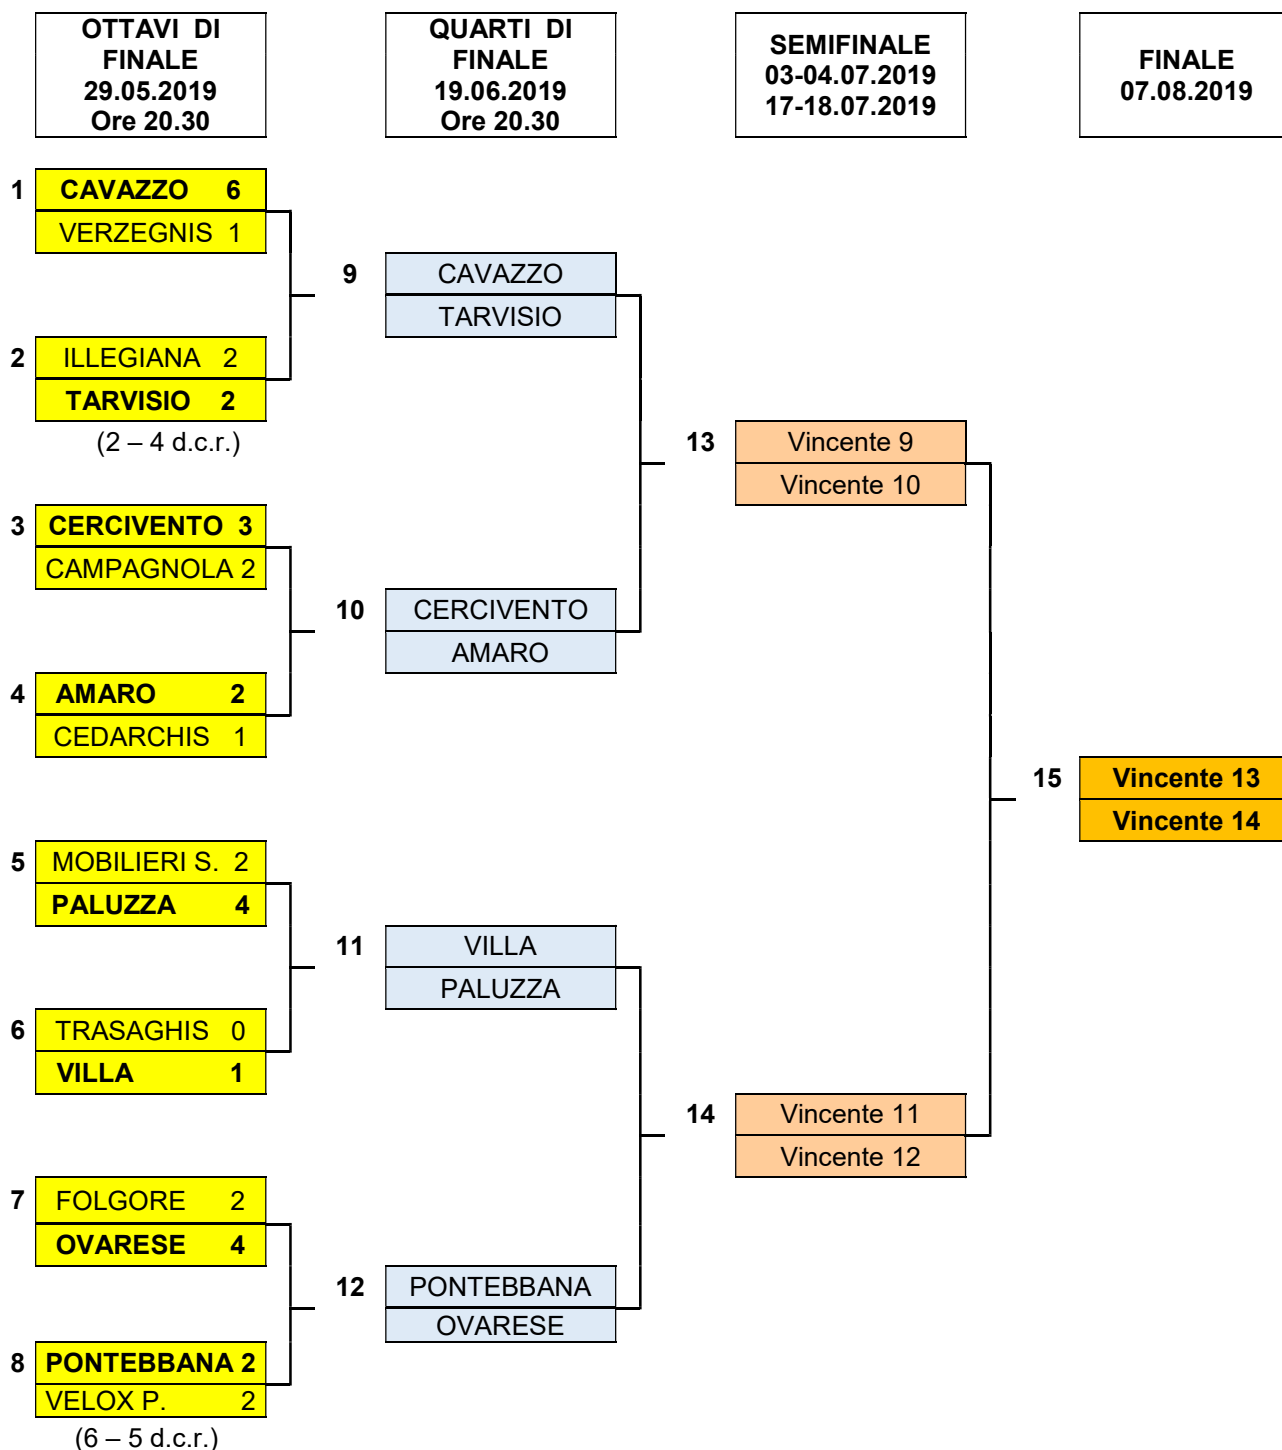 OTTAVI DI
FINALE
29.05.2019
Ore 20.30
QUARTI DI
FINALE
19.06.2019
Ore 20.30
SEMIFINALE
03-04.07.2019
17-18.07.2019
FINALE
07.08.2019
1 CAVAZZO 6
VERZEGNIS 1
9 CAVAZZO
TARVISIO
2 ILLEGIANA 2
TARVISIO 2
(2 – 4 d.c.r.)
13 Vincente 9
Vincente 10
3 CERCIVENTO 3
CAMPAGNOLA 2
10 CERCIVENTO
AMARO
4 AMARO 2
CEDARCHIS 1
15 Vincente 13
Vincente 14
5 MOBILIERI S. 2
PALUZZA 4
11 VILLA
PALUZZA
6 TRASAGHIS 0
VILLA 1
14 Vincente 11
Vincente 12
7 FOLGORE 2
OVARESE 4
12 PONTEBBANA
OVARESE
8 PONTEBBANA 2
VELOX P. 2
(6 – 5 d.c.r.)